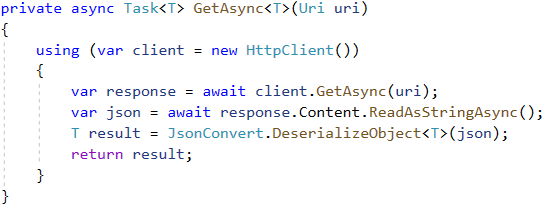 private async Task<T> GetAsync<T>(Uri uri)
{
    using (var client = new HttpClient())
    {
        var response = await client.GetAsync(uri);
        var json = await response.Content.ReadAsStringAsync();
        T result = JsonConvert.DeserializeObject<T>(json);
        return result;
    }
}